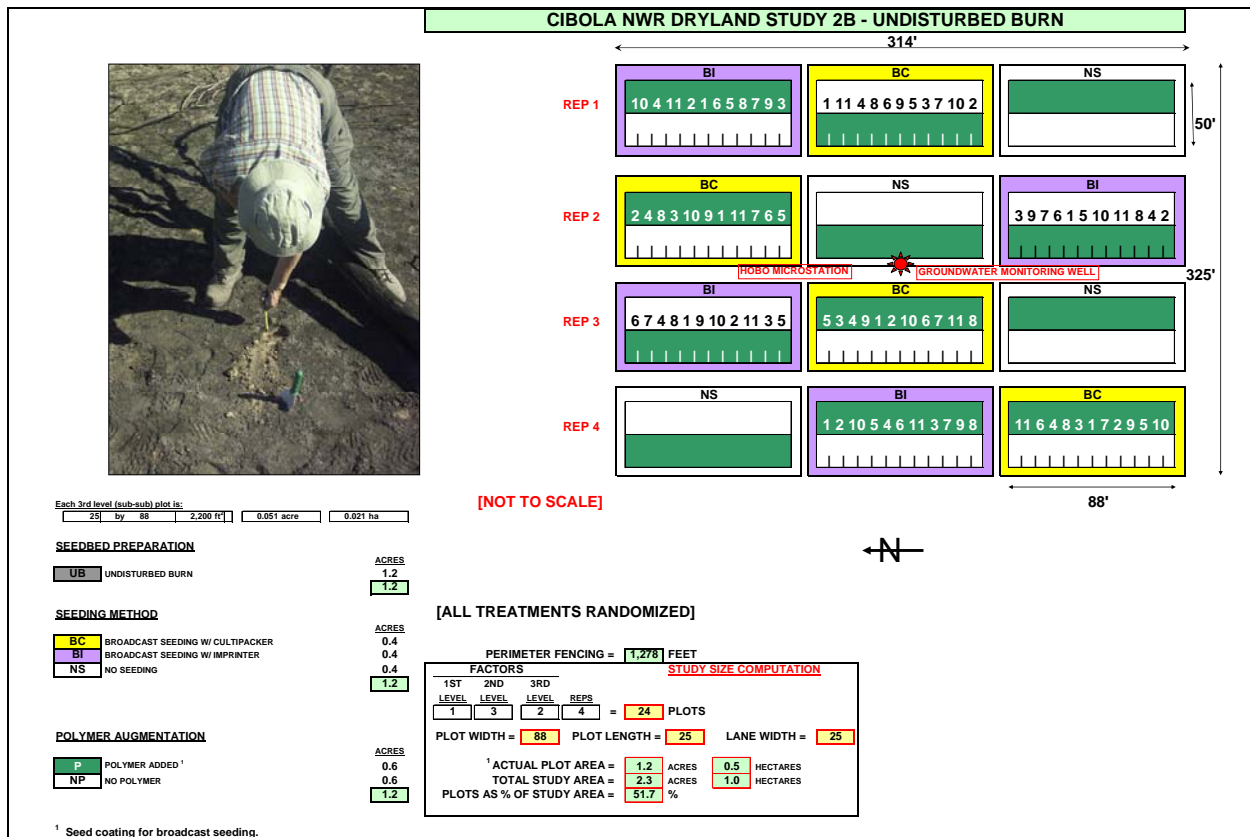 CIBOLA NWR DRYLAND STUDY 2B - UNDISTURBED BURN
314'
BI BC NS
REP 1
10 4 11 2 1 6 5 8 7 9 3
1 11 4 8 6 9 5 3 7 10 2
50'
BC NS BI
REP 2
2 4 8 3 10 9 1 11 7 6 5
3 9 7 6 1 5 10 11 8 4 2
HOBO MICROSTATION
GROUNDWATER MONITORING WELL
325'
BI BC NS
REP 3
6 7 4 8 1 9 10 2 11 3 5
5 3 4 9 1 2 10 6 7 11 8
NS BI BC
REP 4
1 2 10 5 4 6 11 3 7 9 8
11 6 4 8 3 1 7 2 9 5 10
88'
[NOT TO SCALE]
N
Each 3rd level (sub-sub) plot is:
25 by 88 2,200 ft² 0.051 acre 0.021 ha
SEEDBED PREPARATION
ACRES
UB UNDISTURBED BURN 1.2
1.2
SEEDING METHOD
ACRES
BC BROADCAST SEEDING W/ CULTIPACKER 0.4
BI BROADCAST SEEDING W/ IMPRINTER 0.4
NS NO SEEDING 0.4
1.2
POLYMER AUGMENTATION
ACRES
P POLYMER ADDED ¹ 0.6
NP NO POLYMER 0.6
1.2
¹ Seed coating for broadcast seeding.
[ALL TREATMENTS RANDOMIZED]
PERIMETER FENCING = 1,278 FEET
FACTORS STUDY SIZE COMPUTATION
1ST 2ND 3RD
LEVEL LEVEL LEVEL REPS
1 3 2 4 = 24 PLOTS
PLOT WIDTH = 88 PLOT LENGTH = 25 LANE WIDTH = 25
¹ ACTUAL PLOT AREA = 1.2 ACRES 0.5 HECTARES
TOTAL STUDY AREA = 2.3 ACRES 1.0 HECTARES
PLOTS AS % OF STUDY AREA = 51.7 %